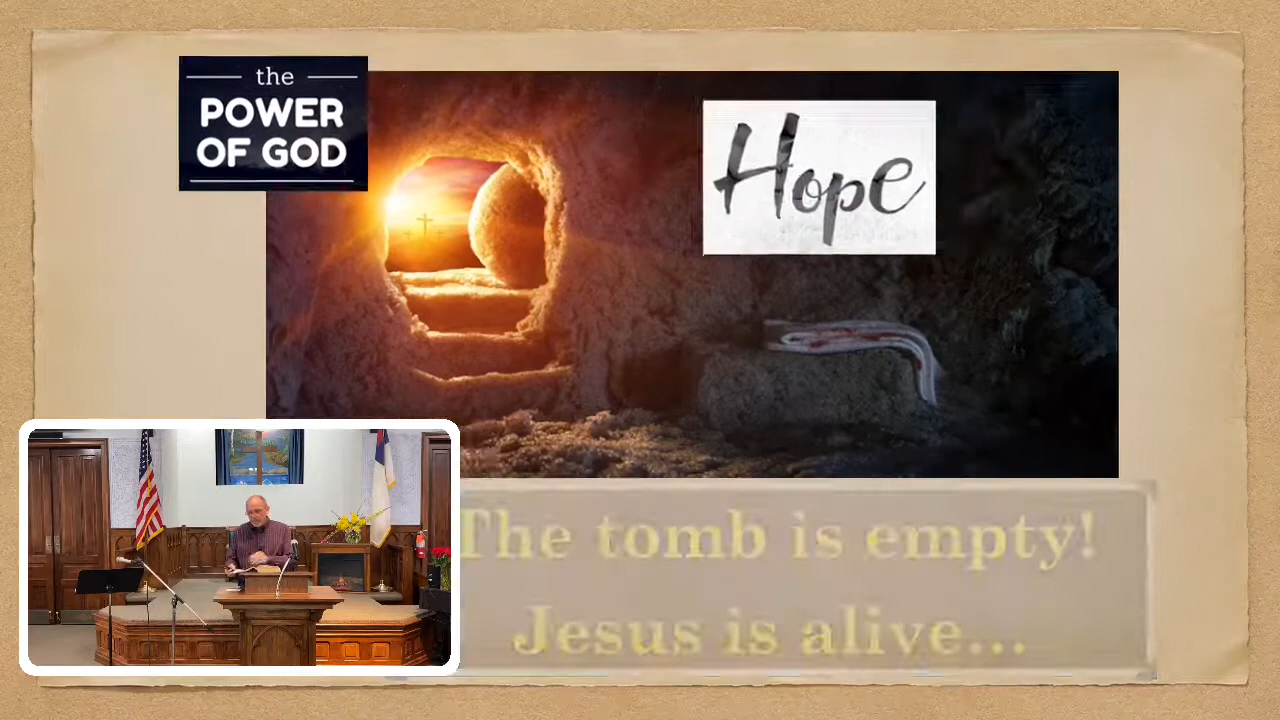 the
POWER
OF GOD
Hope
The tomb is empty!
Jesus is alive...